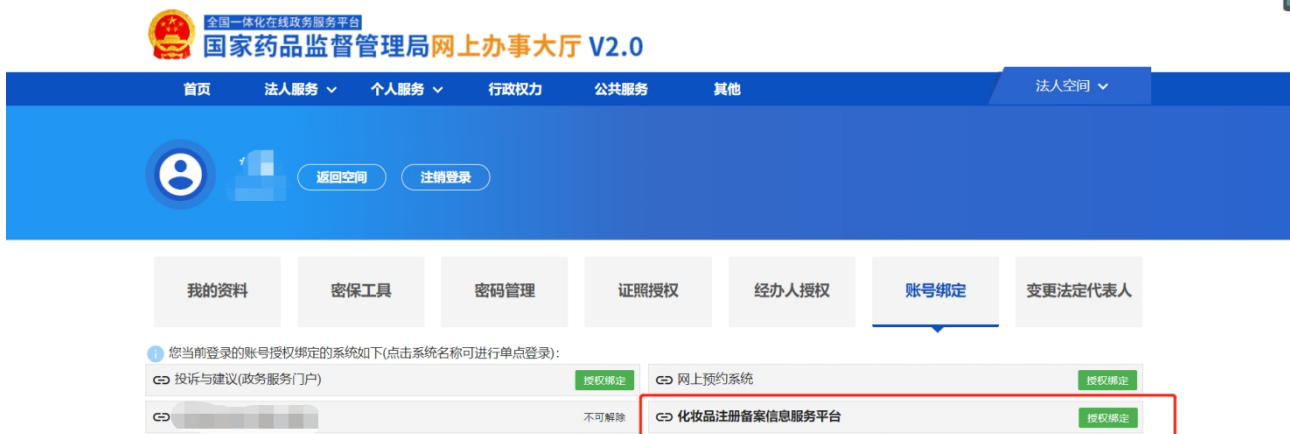 全国一体化在线政务服务平台
国家药品监督管理局网上办事大厅 V2.0
首页 法人服务 个人服务 行政权力 公共服务 其他 法人空间
返回空间 注销登录
我的资料 密保工具 密码管理 证照授权 经办人授权 账号绑定 变更法定代表人
您当前登录的账号授权绑定的系统如下(点击系统名称可进行单点登录):
投诉与建议(政务服务门户) 授权绑定 网上预约系统 授权绑定
不可解除 化妆品注册备案信息服务平台 授权绑定